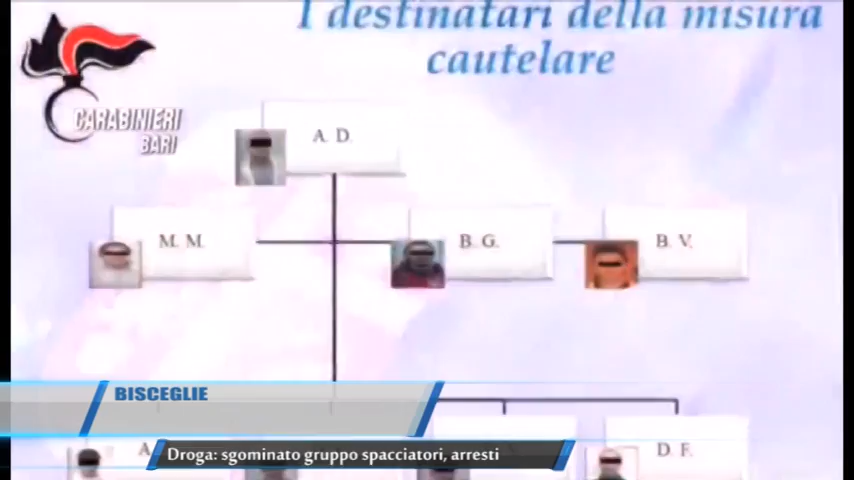 I destinatari della misura
cautelare
CARABINIERI
BARI
A. D.
M. M.
B. G.
B. V.
BISCEGLIE
A
D. F.
Droga: sgominato gruppo spacciatori, arresti